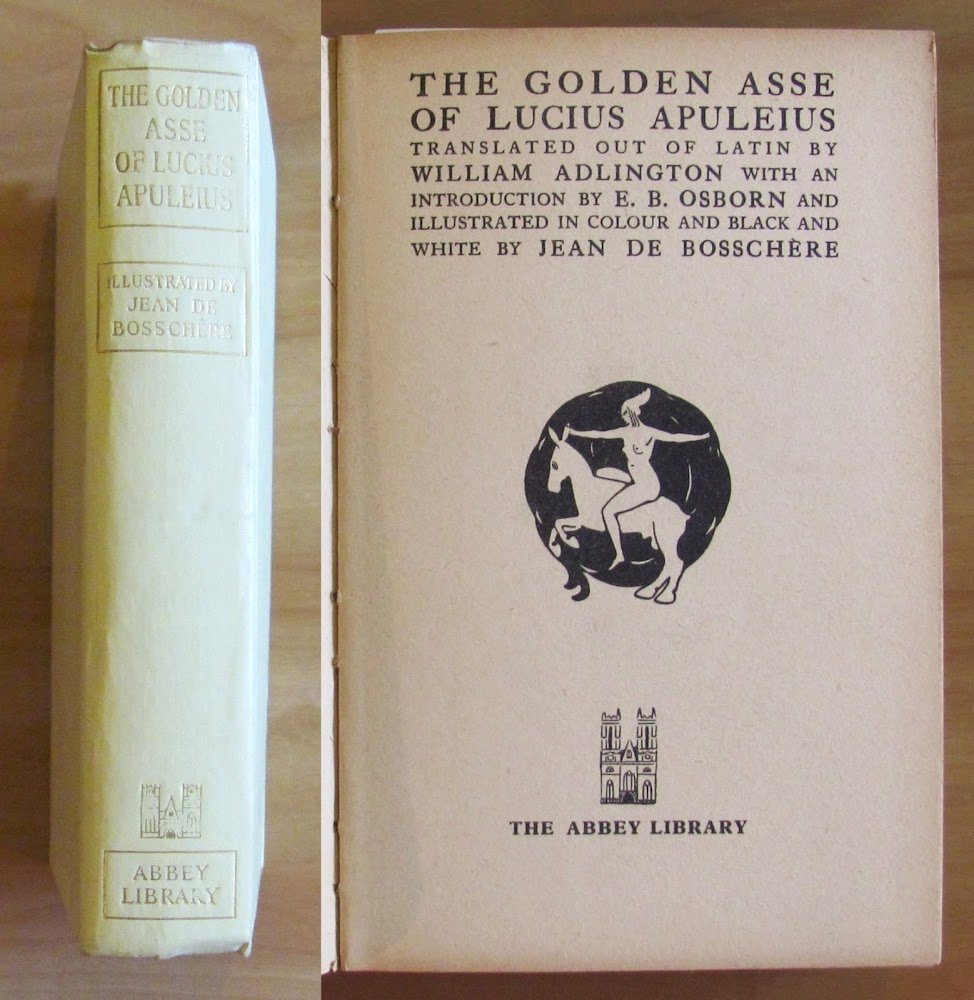 THE GOLDEN
ASSE
OF LUCIUS
APULEIUS
ILLUSTRATED BY
JEAN DE
BOSSCHÈRE
ABBEY
LIBRARY
THE GOLDEN ASSE
OF LUCIUS APULEIUS
TRANSLATED OUT OF LATIN BY
WILLIAM ADLINGTON WITH AN
INTRODUCTION BY E. B. OSBORN AND
ILLUSTRATED IN COLOUR AND BLACK AND
WHITE BY JEAN DE BOSSCHÈRE
THE ABBEY LIBRARY